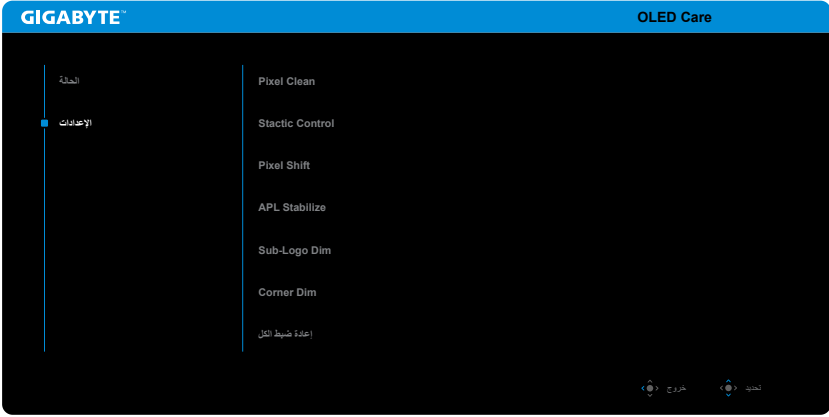 GIGABYTE™
OLED Care
الحالة
الإعدادات
Pixel Clean
Stactic Control
Pixel Shift
APL Stabilize
Sub-Logo Dim
Corner Dim
إعادة ضبط الكل
خروج
تحديد